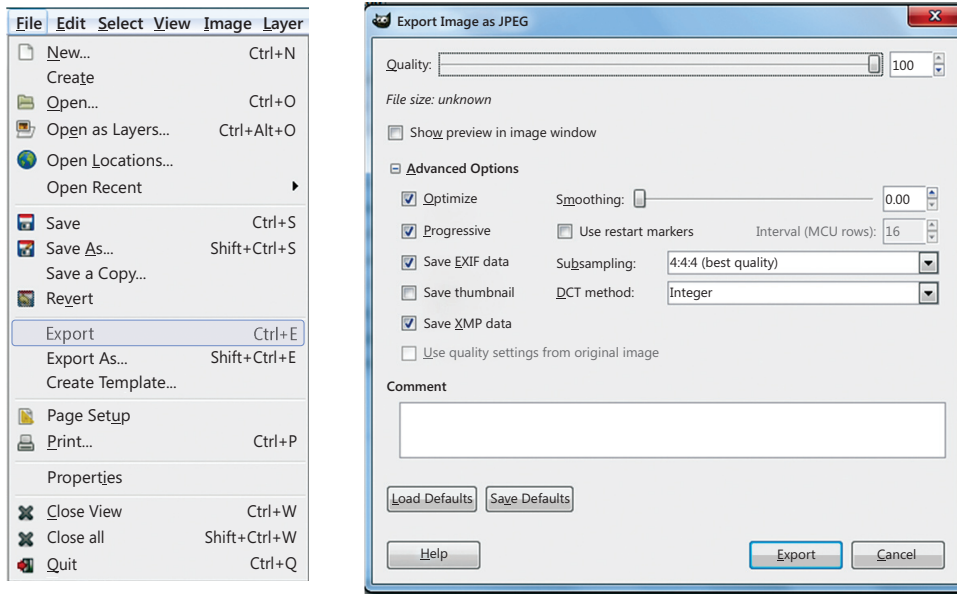 File Edit Select View Image Layer
New... Ctrl+N
Create
Open... Ctrl+O
Open as Layers... Ctrl+Alt+O
Open Locations...
Open Recent
Save Ctrl+S
Save As... Shift+Ctrl+S
Save a Copy...
Revert
Export Ctrl+E
Export As... Shift+Ctrl+E
Create Template...
Page Setup
Print... Ctrl+P
Properties
Close View Ctrl+W
Close all Shift+Ctrl+W
Quit Ctrl+Q
Export Image as JPEG
Quality: 100
File size: unknown
Show preview in image window
Advanced Options
Optimize Smoothing: 0.00
Progressive Use restart markers Interval (MCU rows): 16
Save EXIF data Subsampling: 4:4:4 (best quality)
Save thumbnail DCT method: Integer
Save XMP data
Use quality settings from original image
Comment
Load Defaults Save Defaults
Help Export Cancel